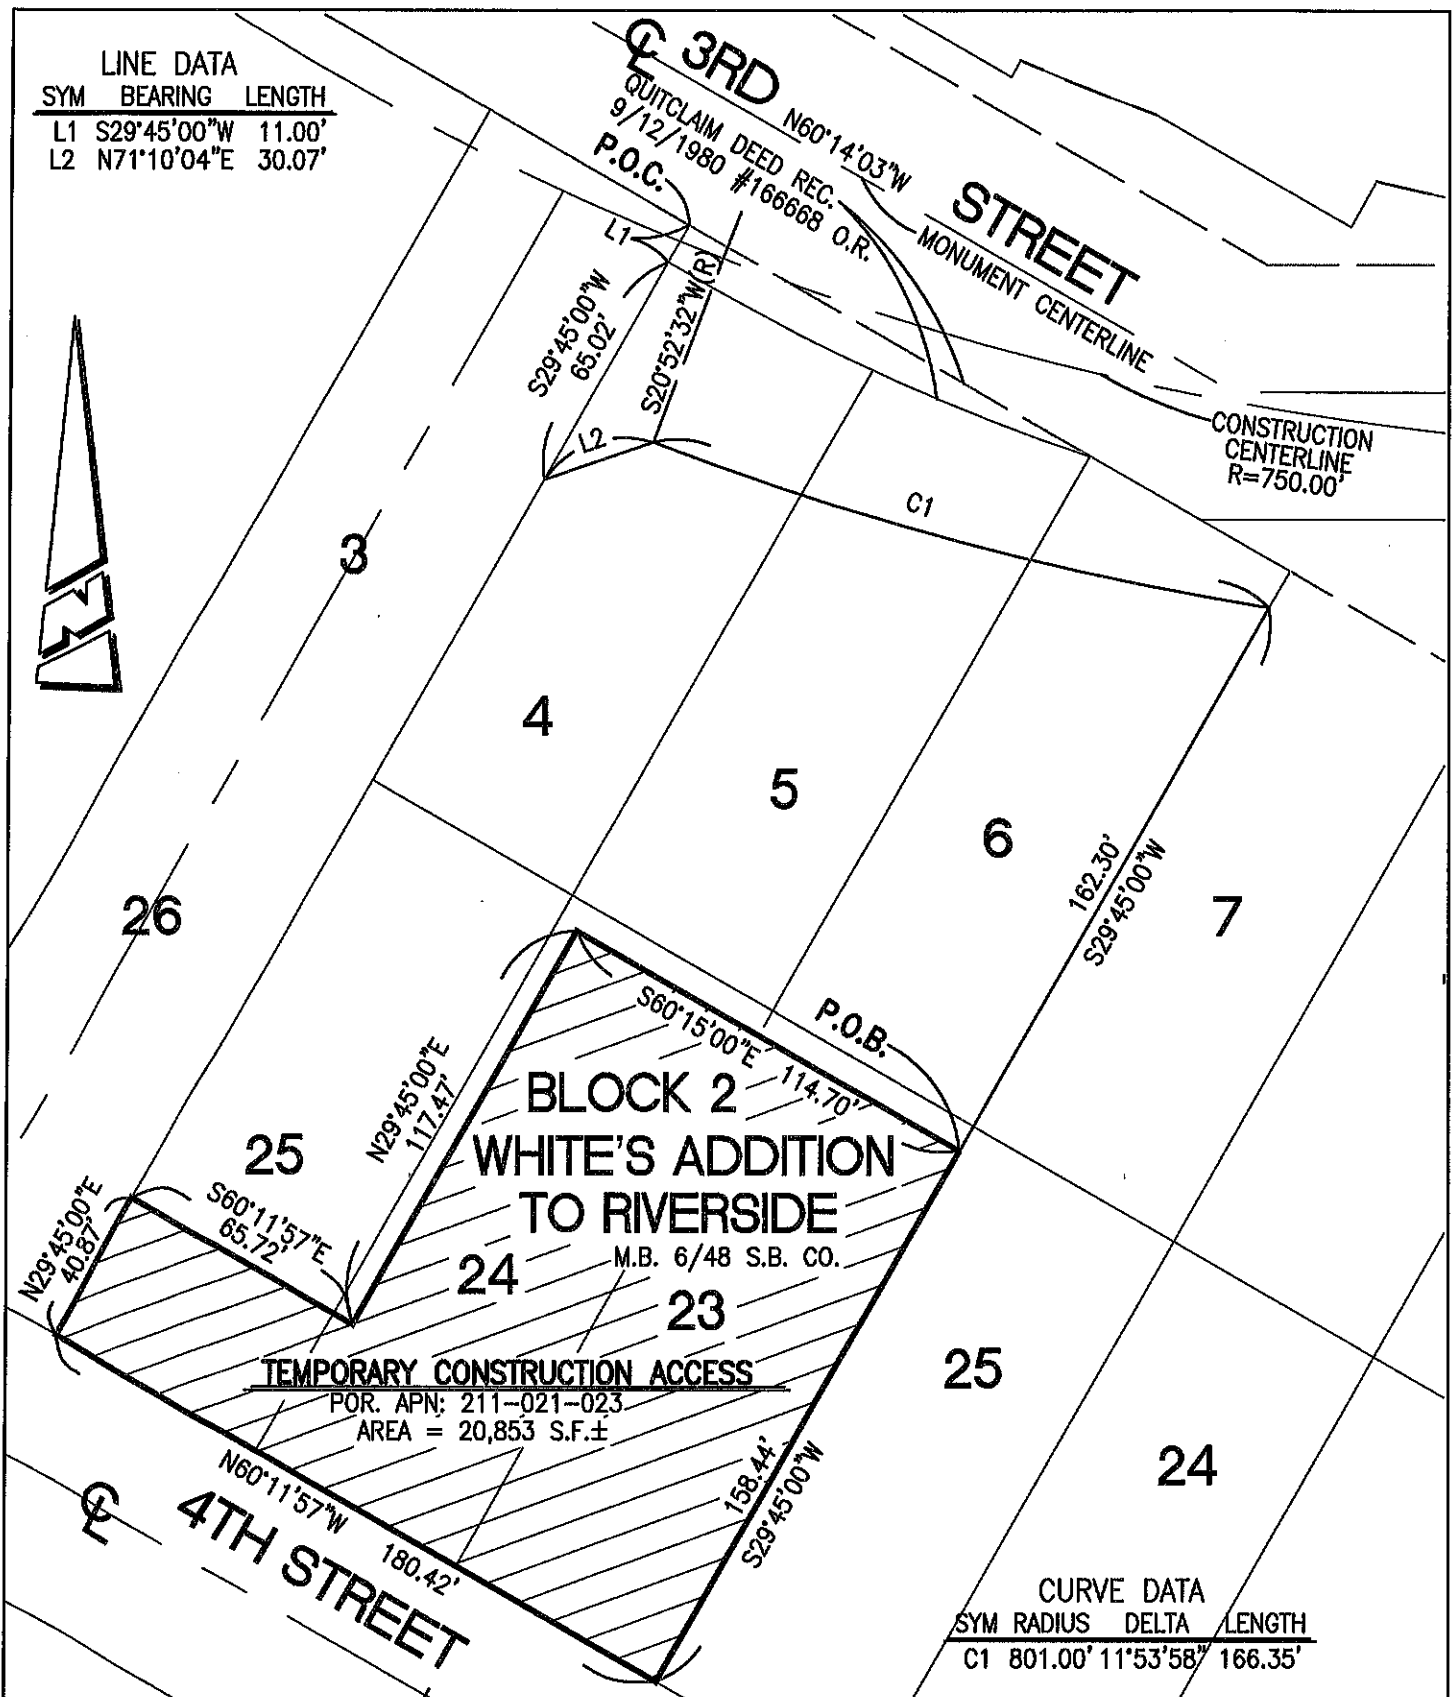 LINE DATA
SYM BEARING LENGTH
L1 S29°45'00"W 11.00'
L2 N71°10'04"E 30.07'
℄ 3RD STREET
N60°14'03"W
QUITCLAIM DEED REC.
9/12/1980 #166668 O.R.
P.O.C.
MONUMENT CENTERLINE
L1
S29°45'00"W
65.02'
S20°52'32"W(R)
L2
C1
CONSTRUCTION
CENTERLINE
R=750.00'
3
4
5
6
7
162.30'
S29°45'00"W
26
N
P.O.B.
S60°15'00"E 114.70'
N29°45'00"E
117.47'
BLOCK 2
WHITE'S ADDITION
TO RIVERSIDE
M.B. 6/48 S.B. CO.
25
S60°11'57"E
65.72'
N29°45'00"E
40.87'
24
23
TEMPORARY CONSTRUCTION ACCESS
POR. APN: 211-021-023
AREA = 20,853 S.F.±
25
24
158.44'
S29°45'00"W
N60°11'57"W 180.42'
℄ 4TH STREET
CURVE DATA
SYM RADIUS DELTA LENGTH
C1 801.00' 11°53'58" 166.35'